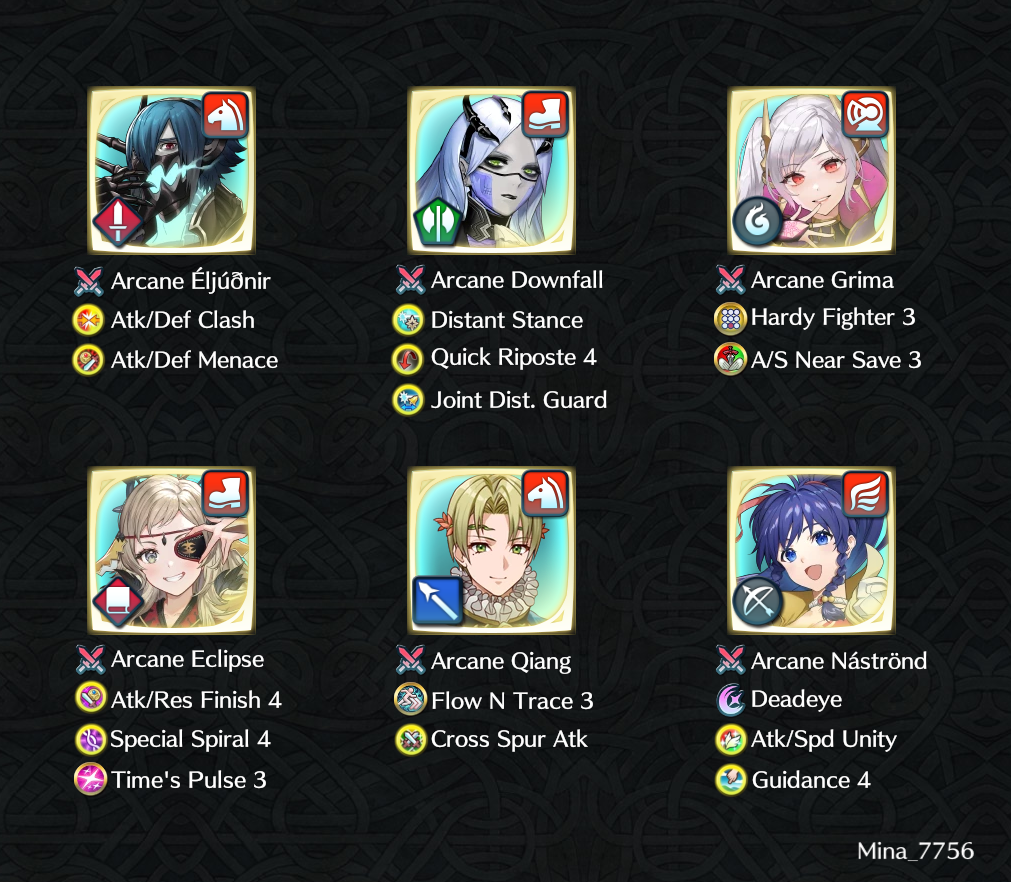 Arcane Éljúðnir
Atk/Def Clash
Atk/Def Menace
Arcane Downfall
Distant Stance
Quick Riposte 4
Joint Dist. Guard
Arcane Grima
Hardy Fighter 3
A/S Near Save 3
Arcane Eclipse
Atk/Res Finish 4
Special Spiral 4
Time's Pulse 3
Arcane Qiang
Flow N Trace 3
Cross Spur Atk
Arcane Náströnd
Deadeye
Atk/Spd Unity
Guidance 4
Mina_7756